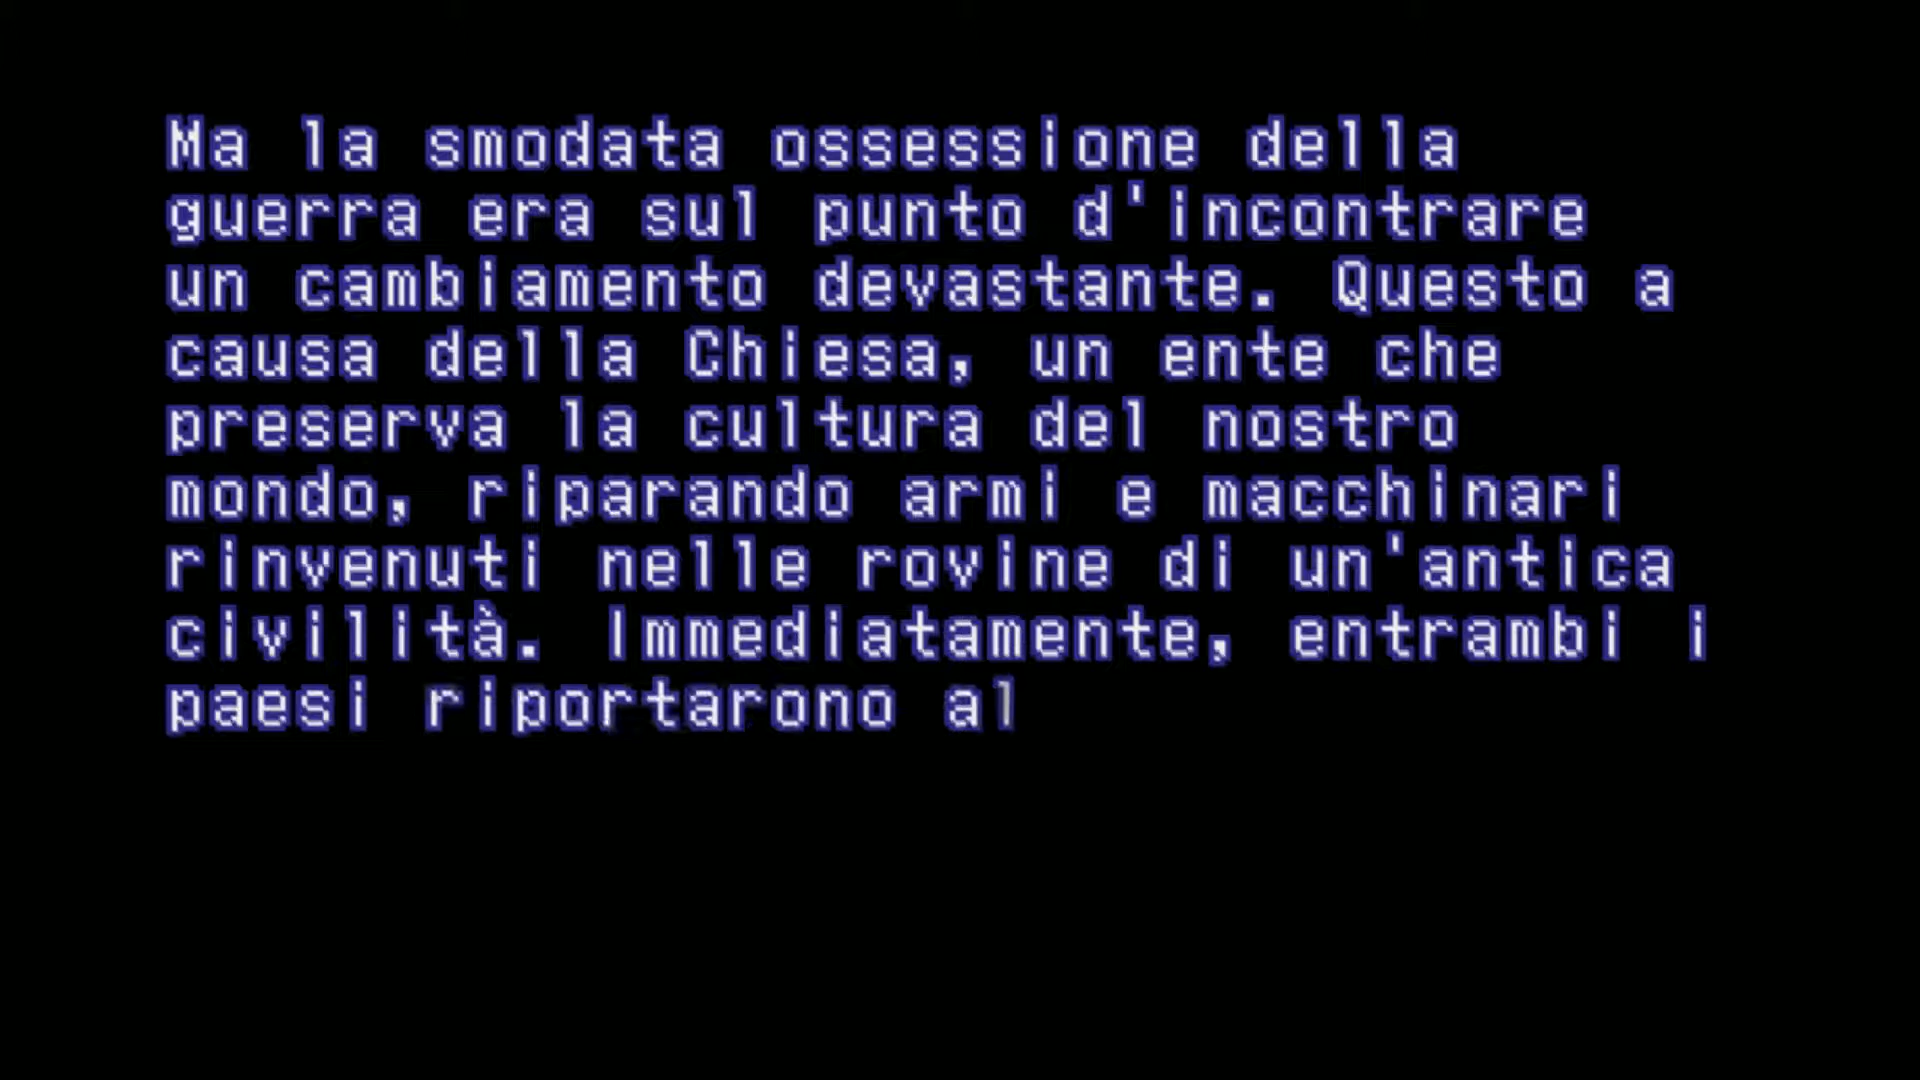 Ma la smodata ossessione della
guerra era sul punto d'incontrare
un cambiamento devastante. Questo a
causa della Chiesa, un ente che
preserva la cultura del nostro
mondo, riparando armi e macchinari
rinvenuti nelle rovine di un'antica
civilità. Immediatamente, entrambi i
paesi riportarono al